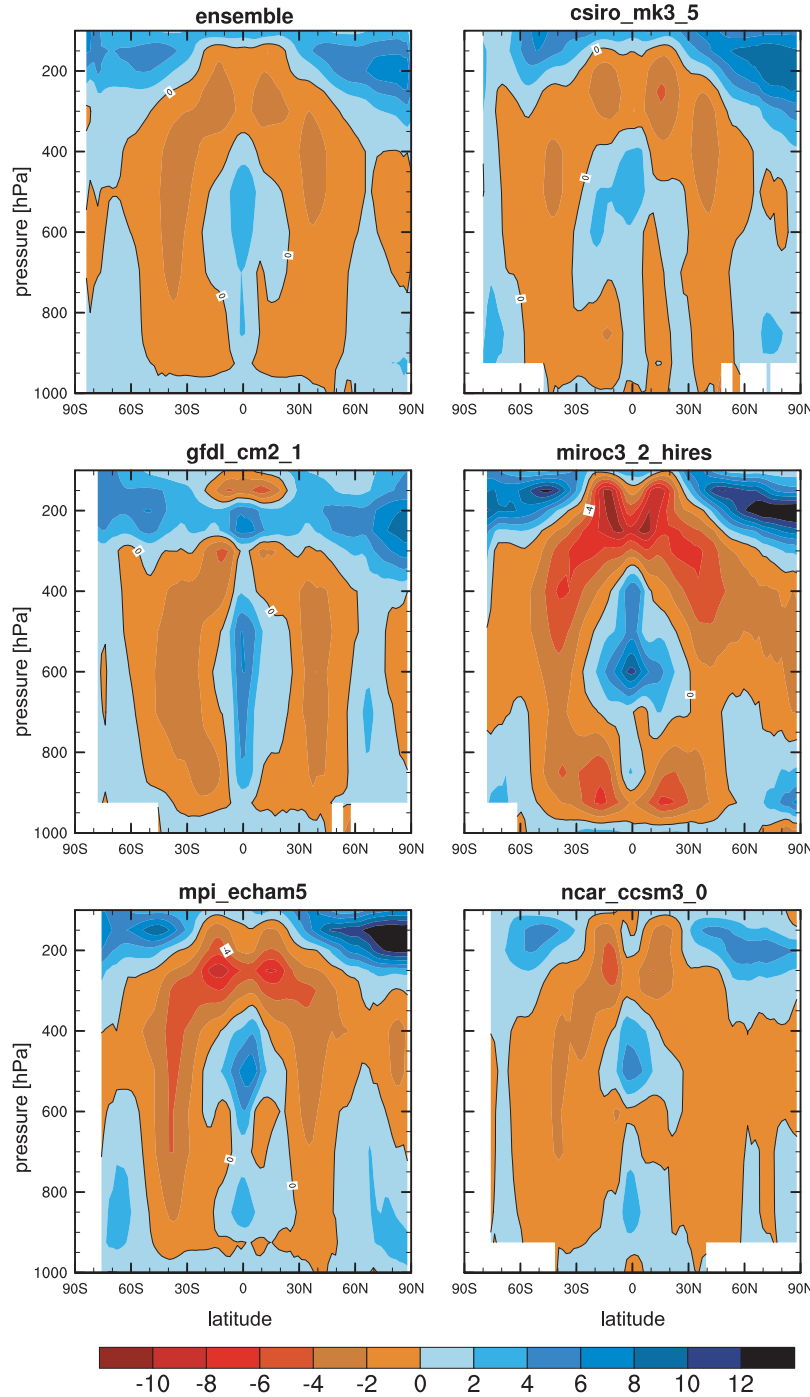 ensemble
csiro_mk3_5
200
400
600
800
1000
pressure [hPa]
0
0
0
0
0
0
90S 60S 30S 0 30N 60N 90N
90S 60S 30S 0 30N 60N 90N
gfdl_cm2_1
miroc3_2_hires
200
400
600
800
1000
pressure [hPa]
0
0
-4
0
90S 60S 30S 0 30N 60N 90N
90S 60S 30S 0 30N 60N 90N
mpi_echam5
ncar_ccsm3_0
200
400
600
800
1000
pressure [hPa]
-4
0
0
90S 60S 30S 0 30N 60N 90N
90S 60S 30S 0 30N 60N 90N
latitude
latitude
-10 -8 -6 -4 -2 0 2 4 6 8 10 12